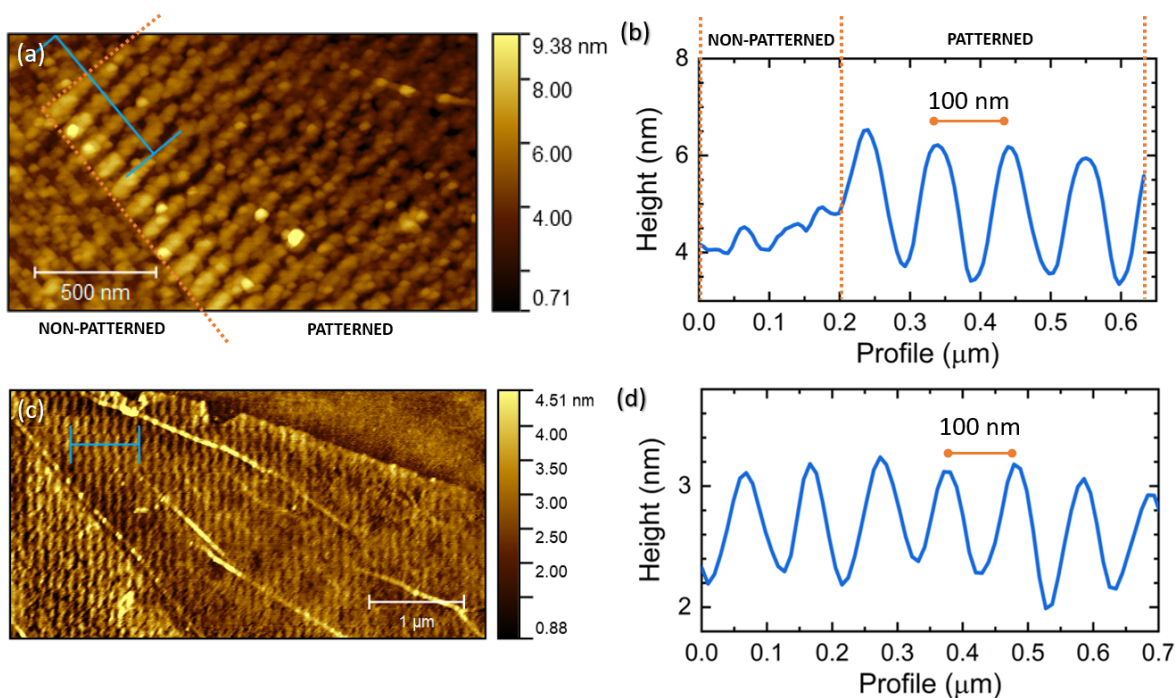 (a)
9.38 nm
8.00
6.00
4.00
0.71
500 nm
NON-PATTERNED PATTERNED
(b)
NON-PATTERNED PATTERNED
8
6
4
Height (nm)
100 nm
0.0 0.1 0.2 0.3 0.4 0.5 0.6
Profile (μm)
(c)
4.51 nm
4.00
3.50
3.00
2.50
2.00
0.88
1 μm
(d)
3
2
Height (nm)
100 nm
0.0 0.1 0.2 0.3 0.4 0.5 0.6 0.7
Profile (μm)